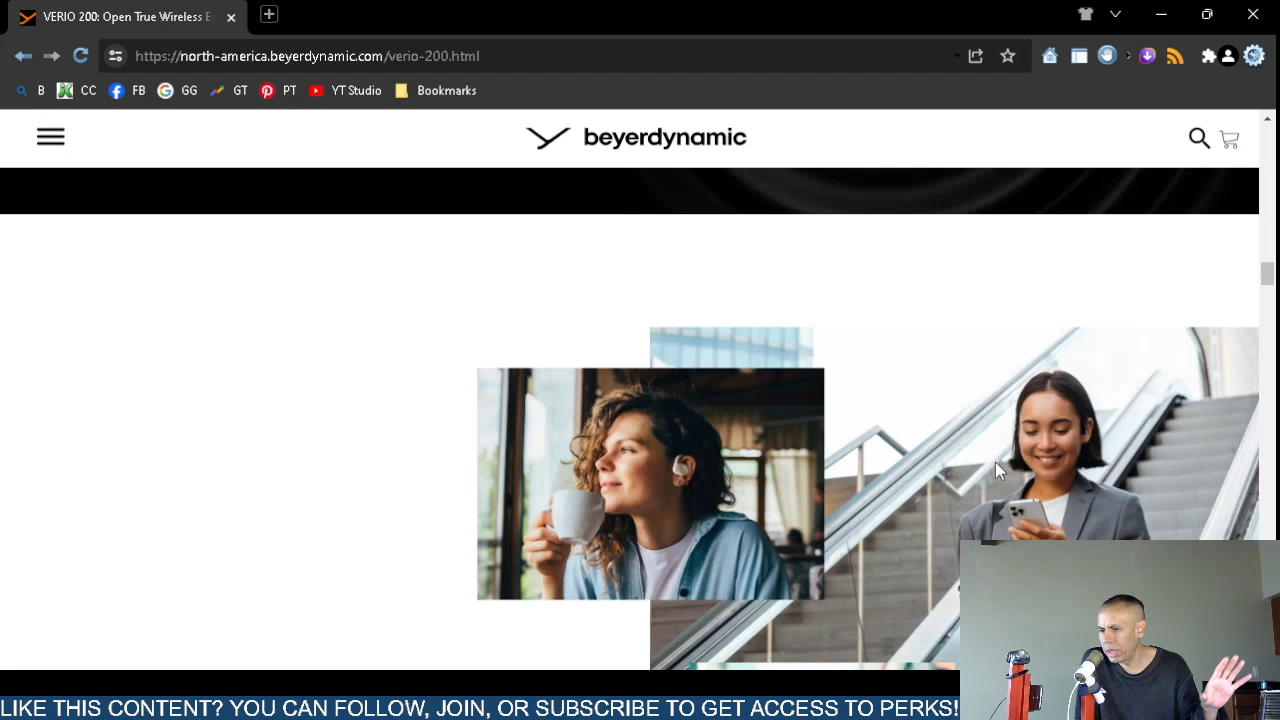 VERIO 200: Open True Wireless E
https://north-america.beyerdynamic.com/verio-200.html
B CC FB GG GT PT YT Studio Bookmarks
beyerdynamic
LIKE THIS CONTENT? YOU CAN FOLLOW, JOIN, OR SUBSCRIBE TO GET ACCESS TO PERKS!